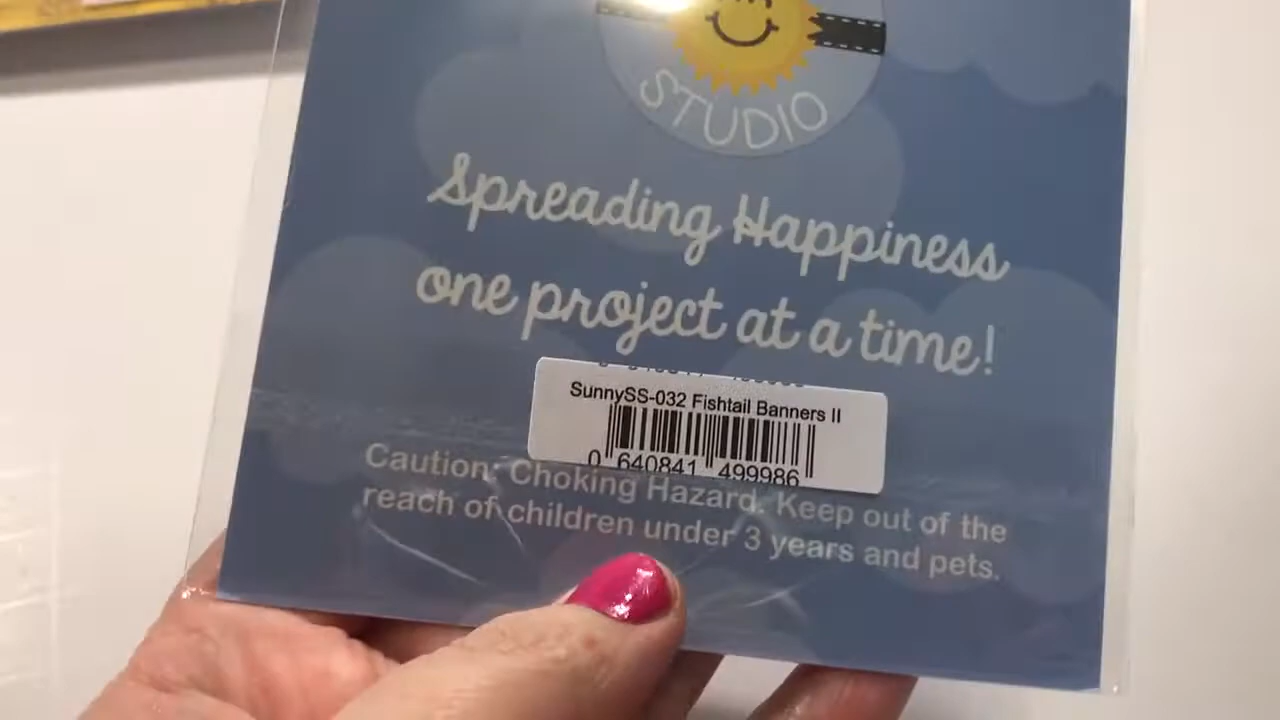 STUDIO
Spreading Happiness
one project at a time!
SunnySS-032 Fishtail Banners II
0 640841 499986
Caution: Choking Hazard. Keep out of the
reach of children under 3 years and pets.